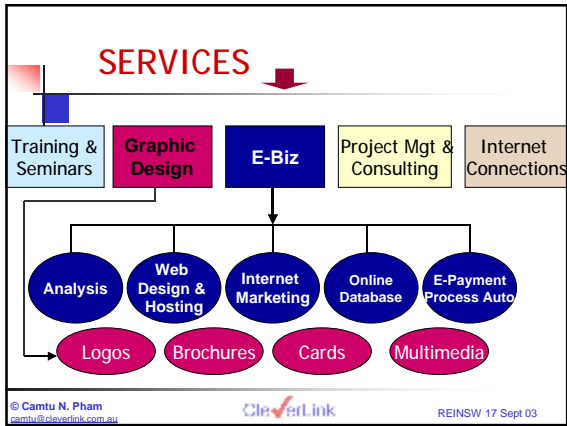 SERVICES
Training &
Seminars
Graphic
Design
E-Biz
Project Mgt &
Consulting
Internet
Connections
Analysis
Web
Design &
Hosting
Internet
Marketing
Online
Database
E-Payment
Process Auto
Logos
Brochures
Cards
Multimedia
© Camtu N. Pham
camtu@cleverlink.com.au
CleverLink
REINSW 17 Sept 03